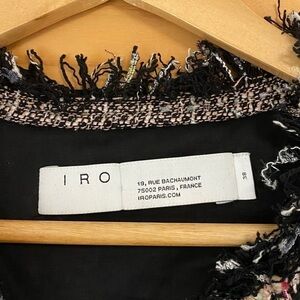 IRO
19, RUE BACHAUMONT
75002 PARIS, FRANCE
IROPARIS.COM
38